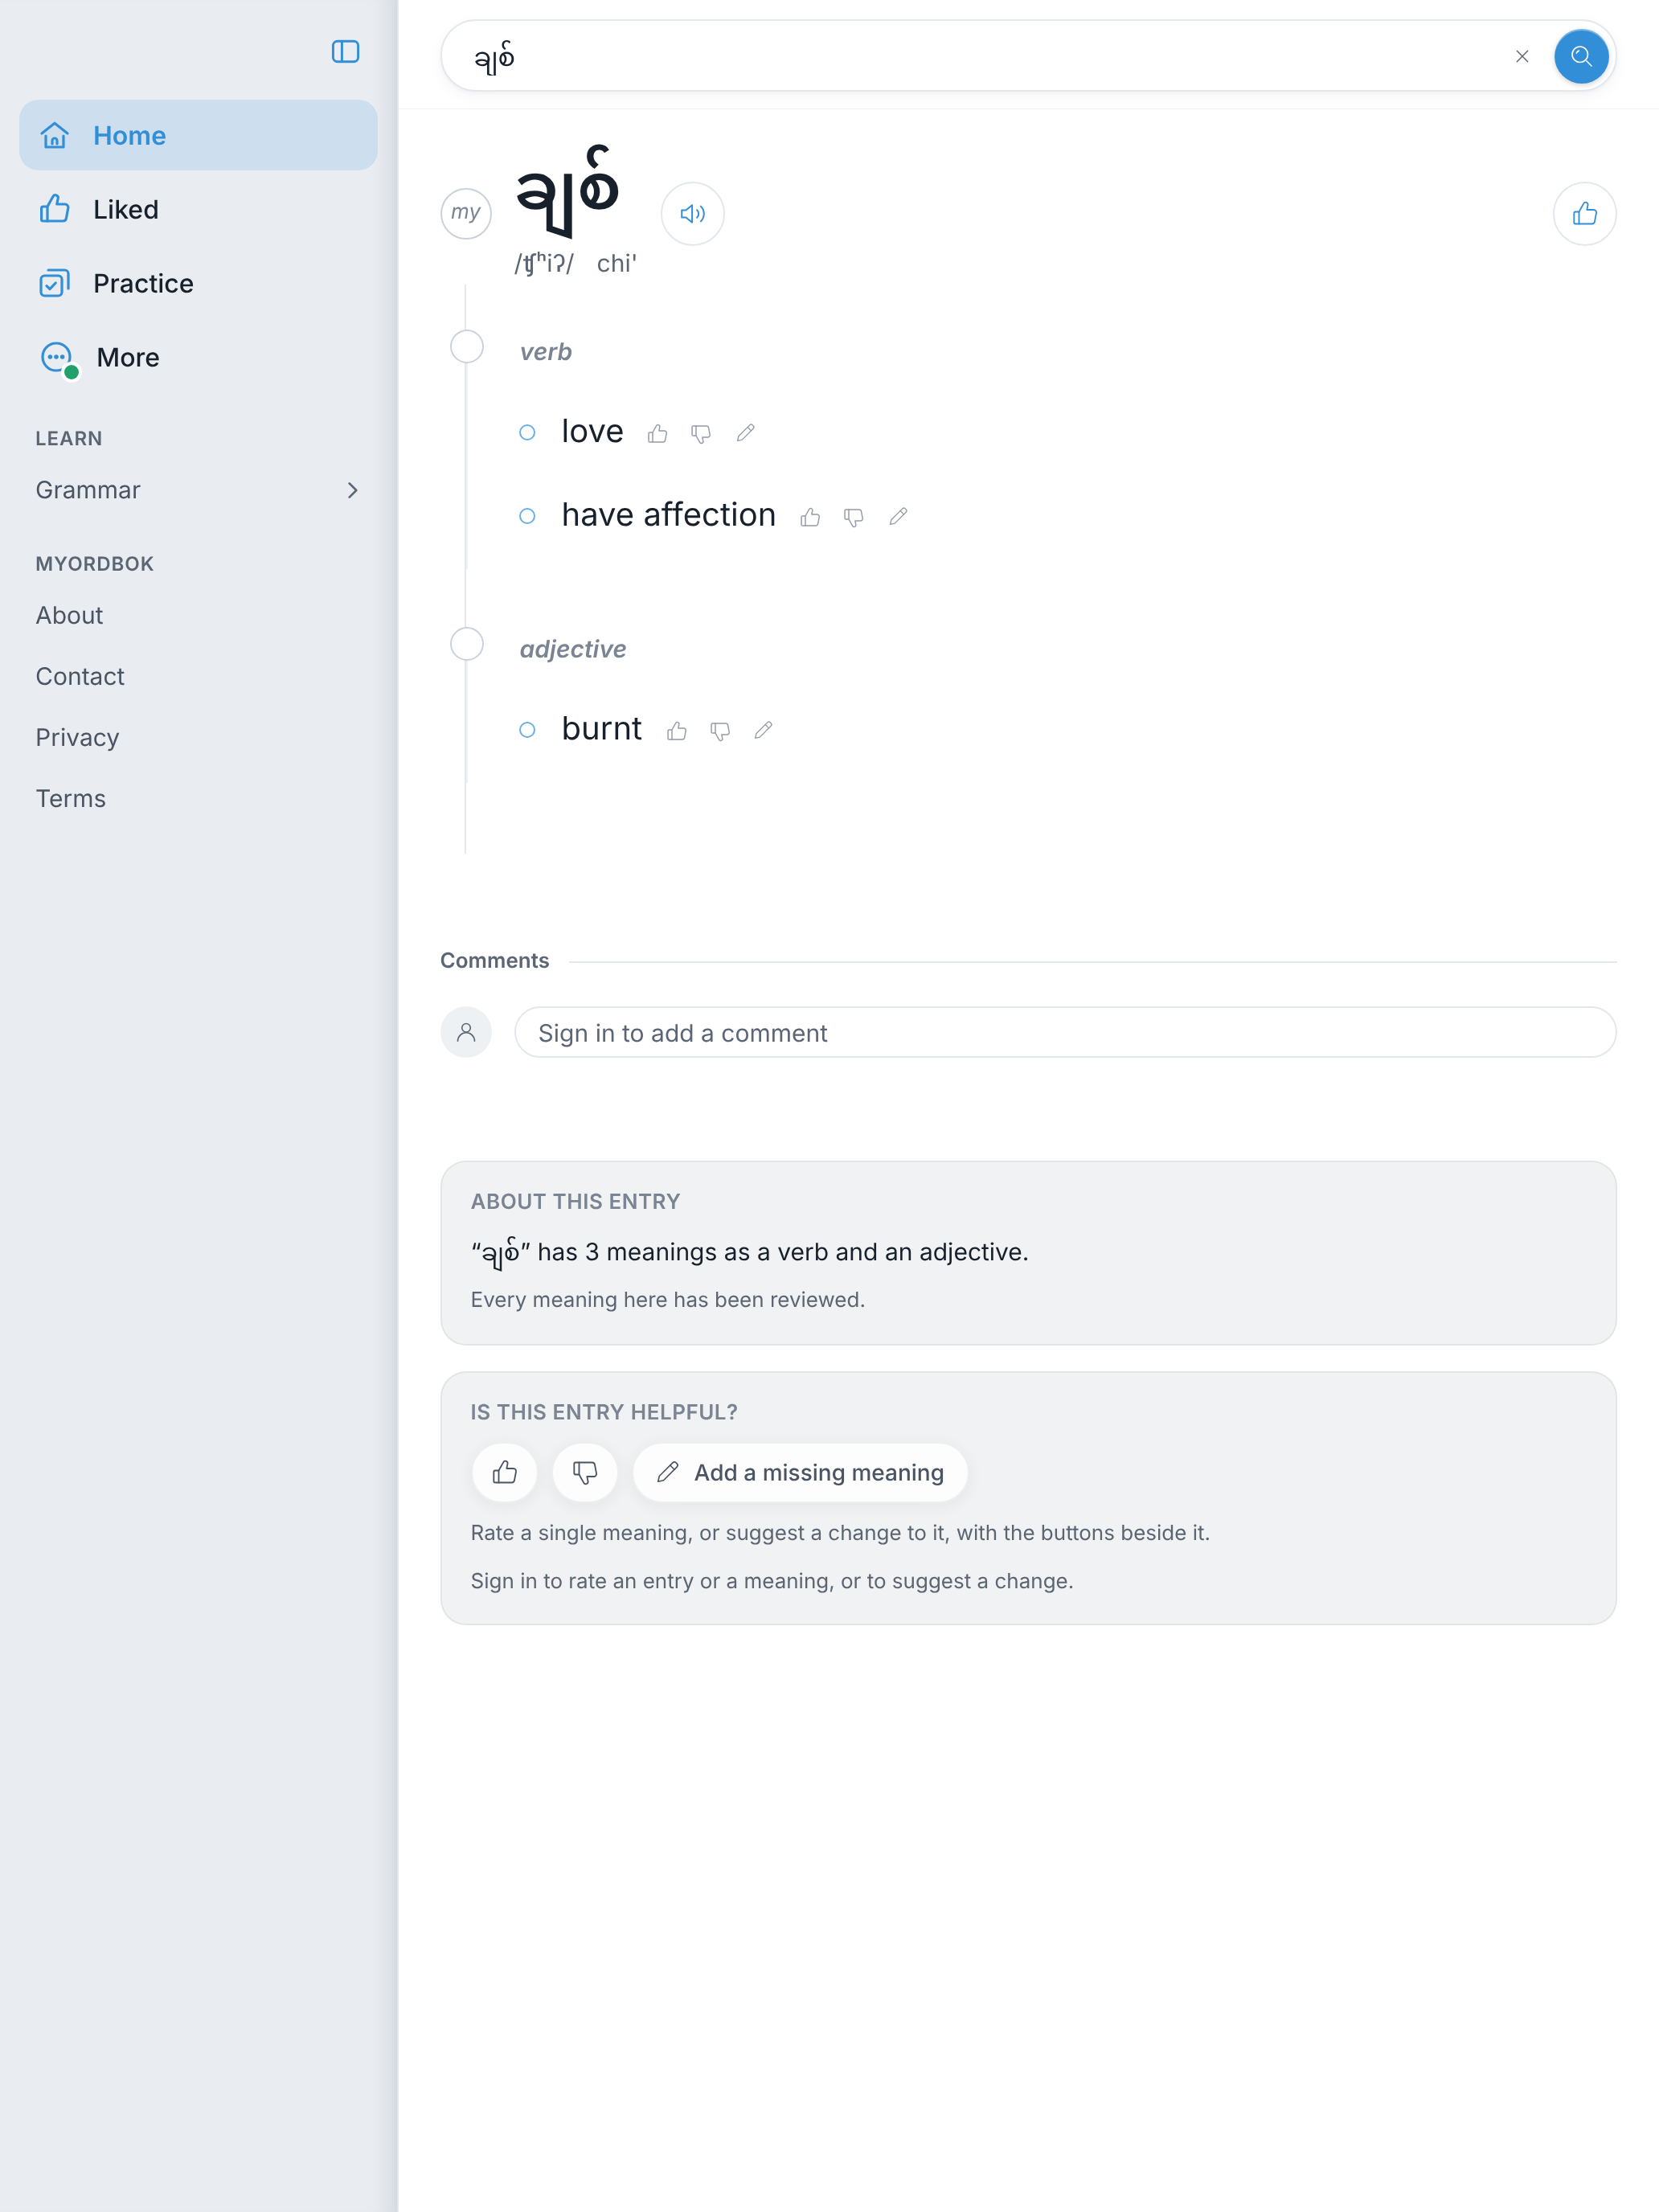 ချစ်
Home
Liked
Practice
More
LEARN
Grammar
MYORDBOK
About
Contact
Privacy
Terms
my ချစ်
/ʧʰiʔ/ chi'
verb
love
have affection
adjective
burnt
Comments
Sign in to add a comment
ABOUT THIS ENTRY
“ချစ်” has 3 meanings as a verb and an adjective.
Every meaning here has been reviewed.
IS THIS ENTRY HELPFUL?
Add a missing meaning
Rate a single meaning, or suggest a change to it, with the buttons beside it.
Sign in to rate an entry or a meaning, or to suggest a change.